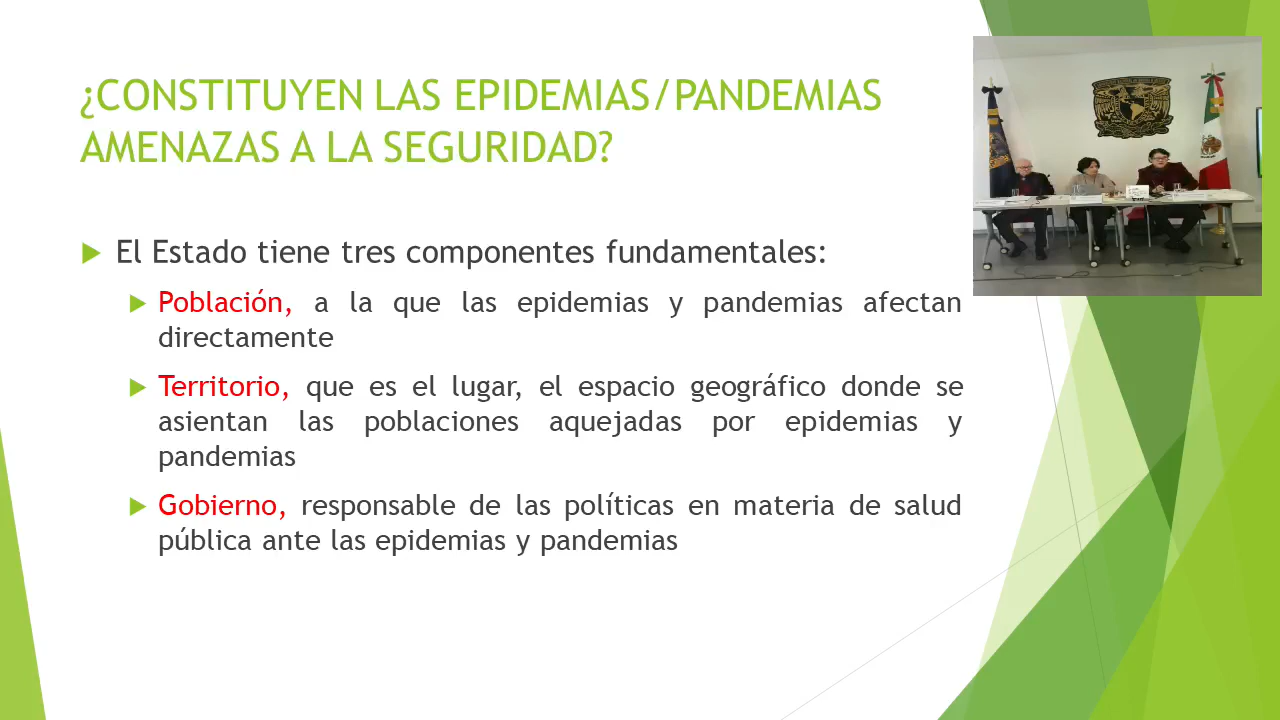 ¿CONSTITUYEN LAS EPIDEMIAS/PANDEMIAS
AMENAZAS A LA SEGURIDAD?
El Estado tiene tres componentes fundamentales:
Población, a la que las epidemias y pandemias afectan
directamente
Territorio, que es el lugar, el espacio geográfico donde se
asientan las poblaciones aquejadas por epidemias y
pandemias
Gobierno, responsable de las políticas en materia de salud
pública ante las epidemias y pandemias